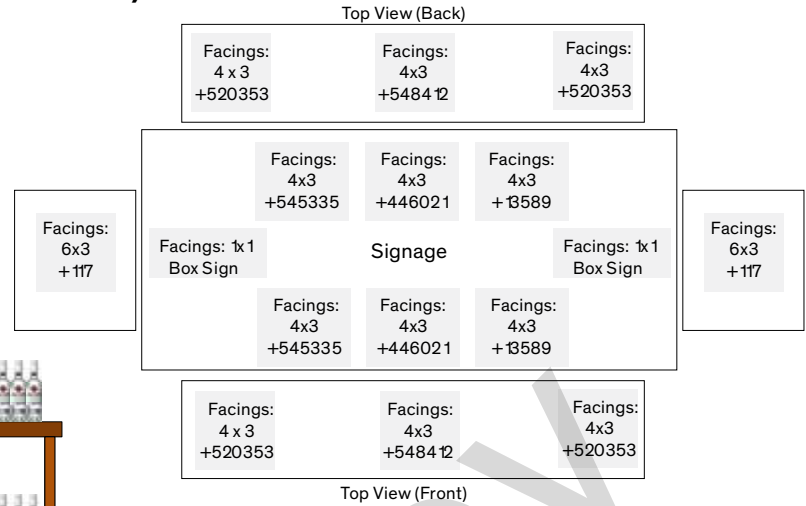 Top View (Back)
Facings:
4 x 3
+520353
Facings:
4x3
+548412
Facings:
4x3
+520353
Facings:
4x3
+545335
Facings:
4x3
+446021
Facings:
4x3
+13589
Facings:
6x3
+117
Facings: 1x1
Box Sign
Signage
Facings: 1x1
Box Sign
Facings:
6x3
+117
Facings:
4x3
+545335
Facings:
4x3
+446021
Facings:
4x3
+13589
Facings:
4 x 3
+520353
Facings:
4x3
+548412
Facings:
4x3
+520353
Top View (Front)